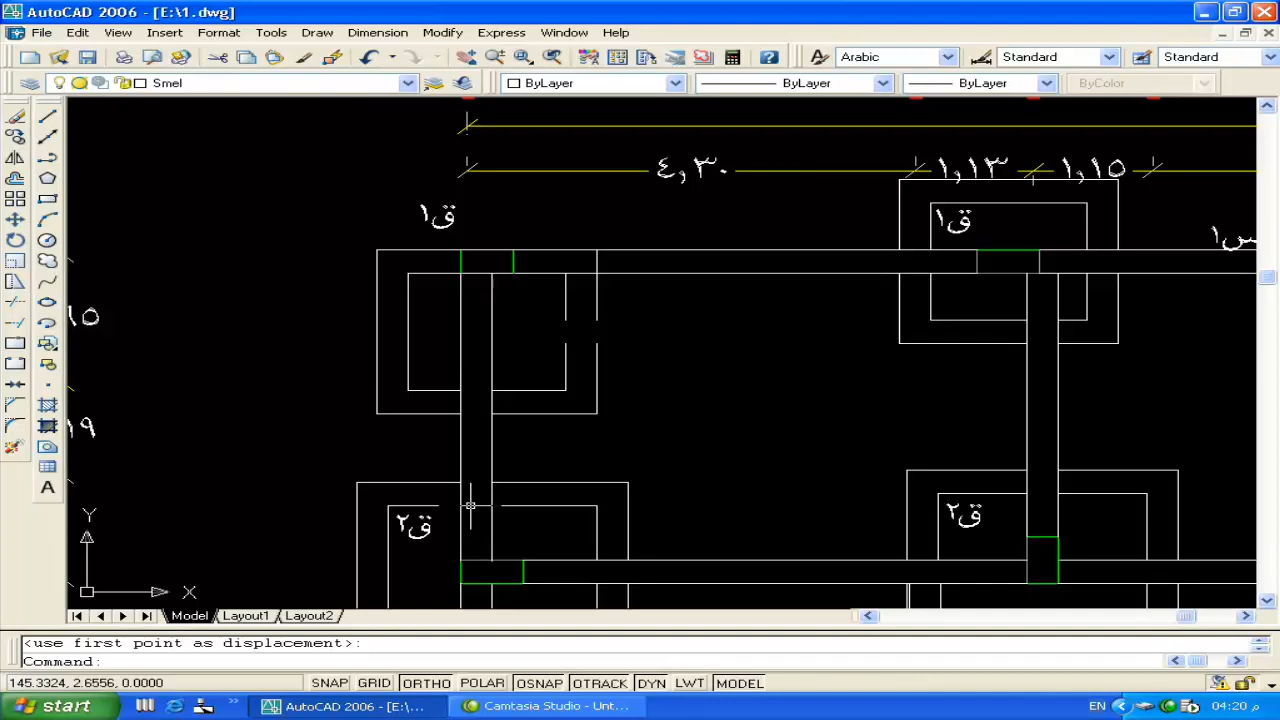 AutoCAD 2006 - [E:\1.dwg]
File Edit View Insert Format Tools Draw Dimension Modify Express Window Help
Arabic Standard Standard
Smel ByLayer ByLayer ByLayer ByColor
٤,٣٠ ١,١٣ ١,١٥
ق١ ق١ س١
١٥
١٩
ق٢ ق٢
Y
X
A
Model Layout1 Layout2
<use first point as displacement>:
Command:
145.3324, 2.6556, 0.0000 SNAP GRID ORTHO POLAR OSNAP OTRACK DYN LWT MODEL
start AutoCAD 2006 - [E:\... Camtasia Studio - Unt... EN 04:20 م